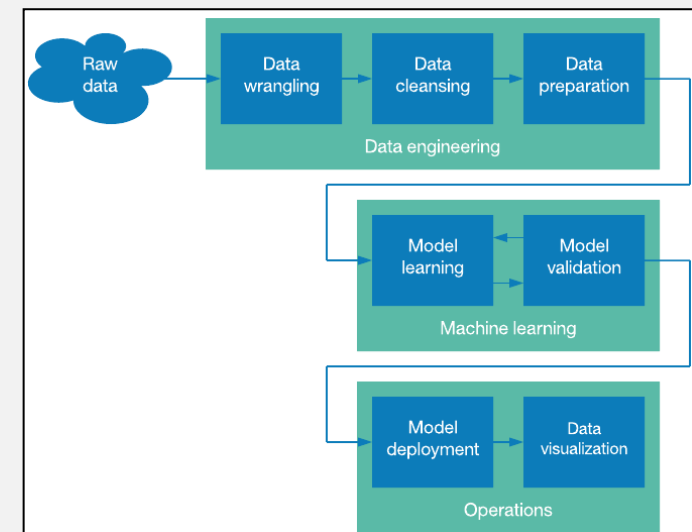 Raw
data
Data
wrangling
Data
cleansing
Data
preparation
Data engineering
Model
learning
Model
validation
Machine learning
Model
deployment
Data
visualization
Operations